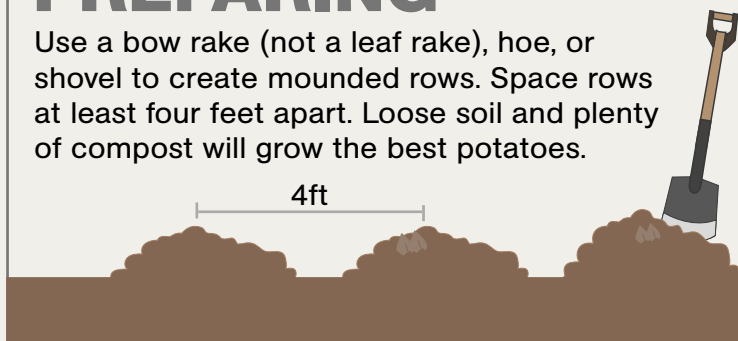 PREPARING
Use a bow rake (not a leaf rake), hoe, or
shovel to create mounded rows. Space rows
at least four feet apart. Loose soil and plenty
of compost will grow the best potatoes.
4ft